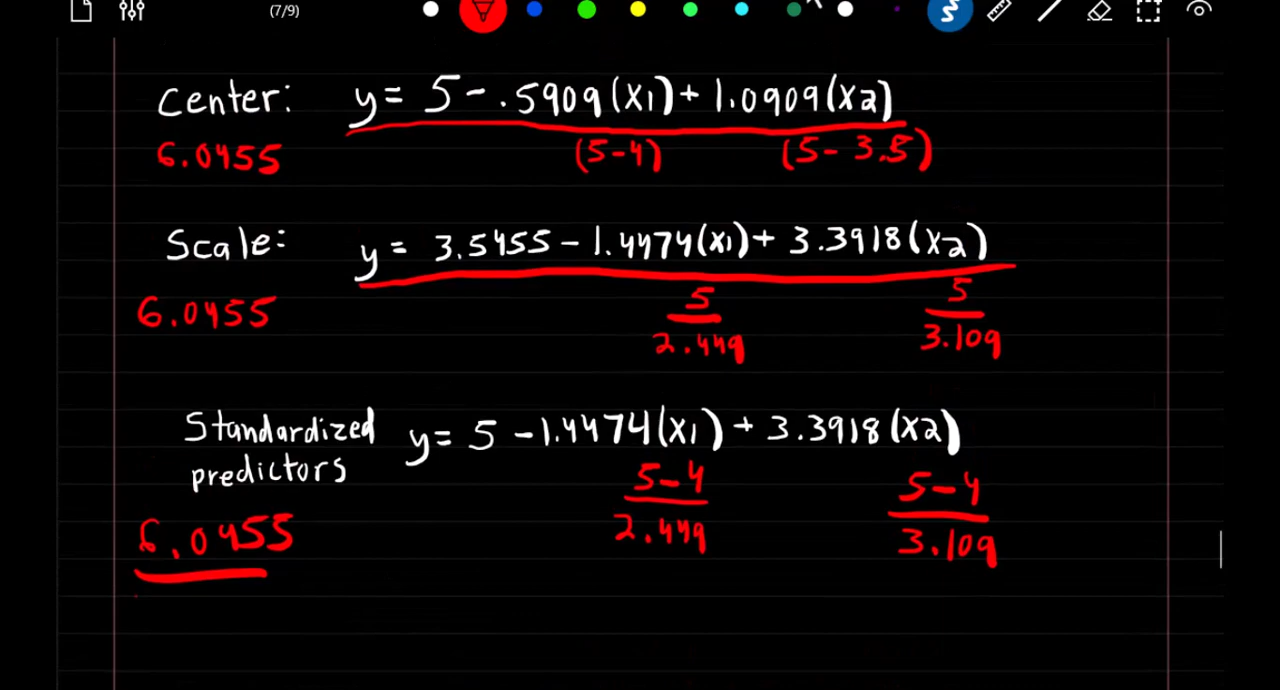 (7/9)
Center: y = 5 - .5909(x1) + 1.0909(x2)
6.0455 (5-4) (5-3.5)
Scale: y = 3.5455 - 1.4474(x1) + 3.3918(x2)
6.0455 5/2.449 5/3.109
Standardized predictors y = 5 - 1.4474(x1) + 3.3918(x2)
6.0455 5-4/2.449 5-4/3.109